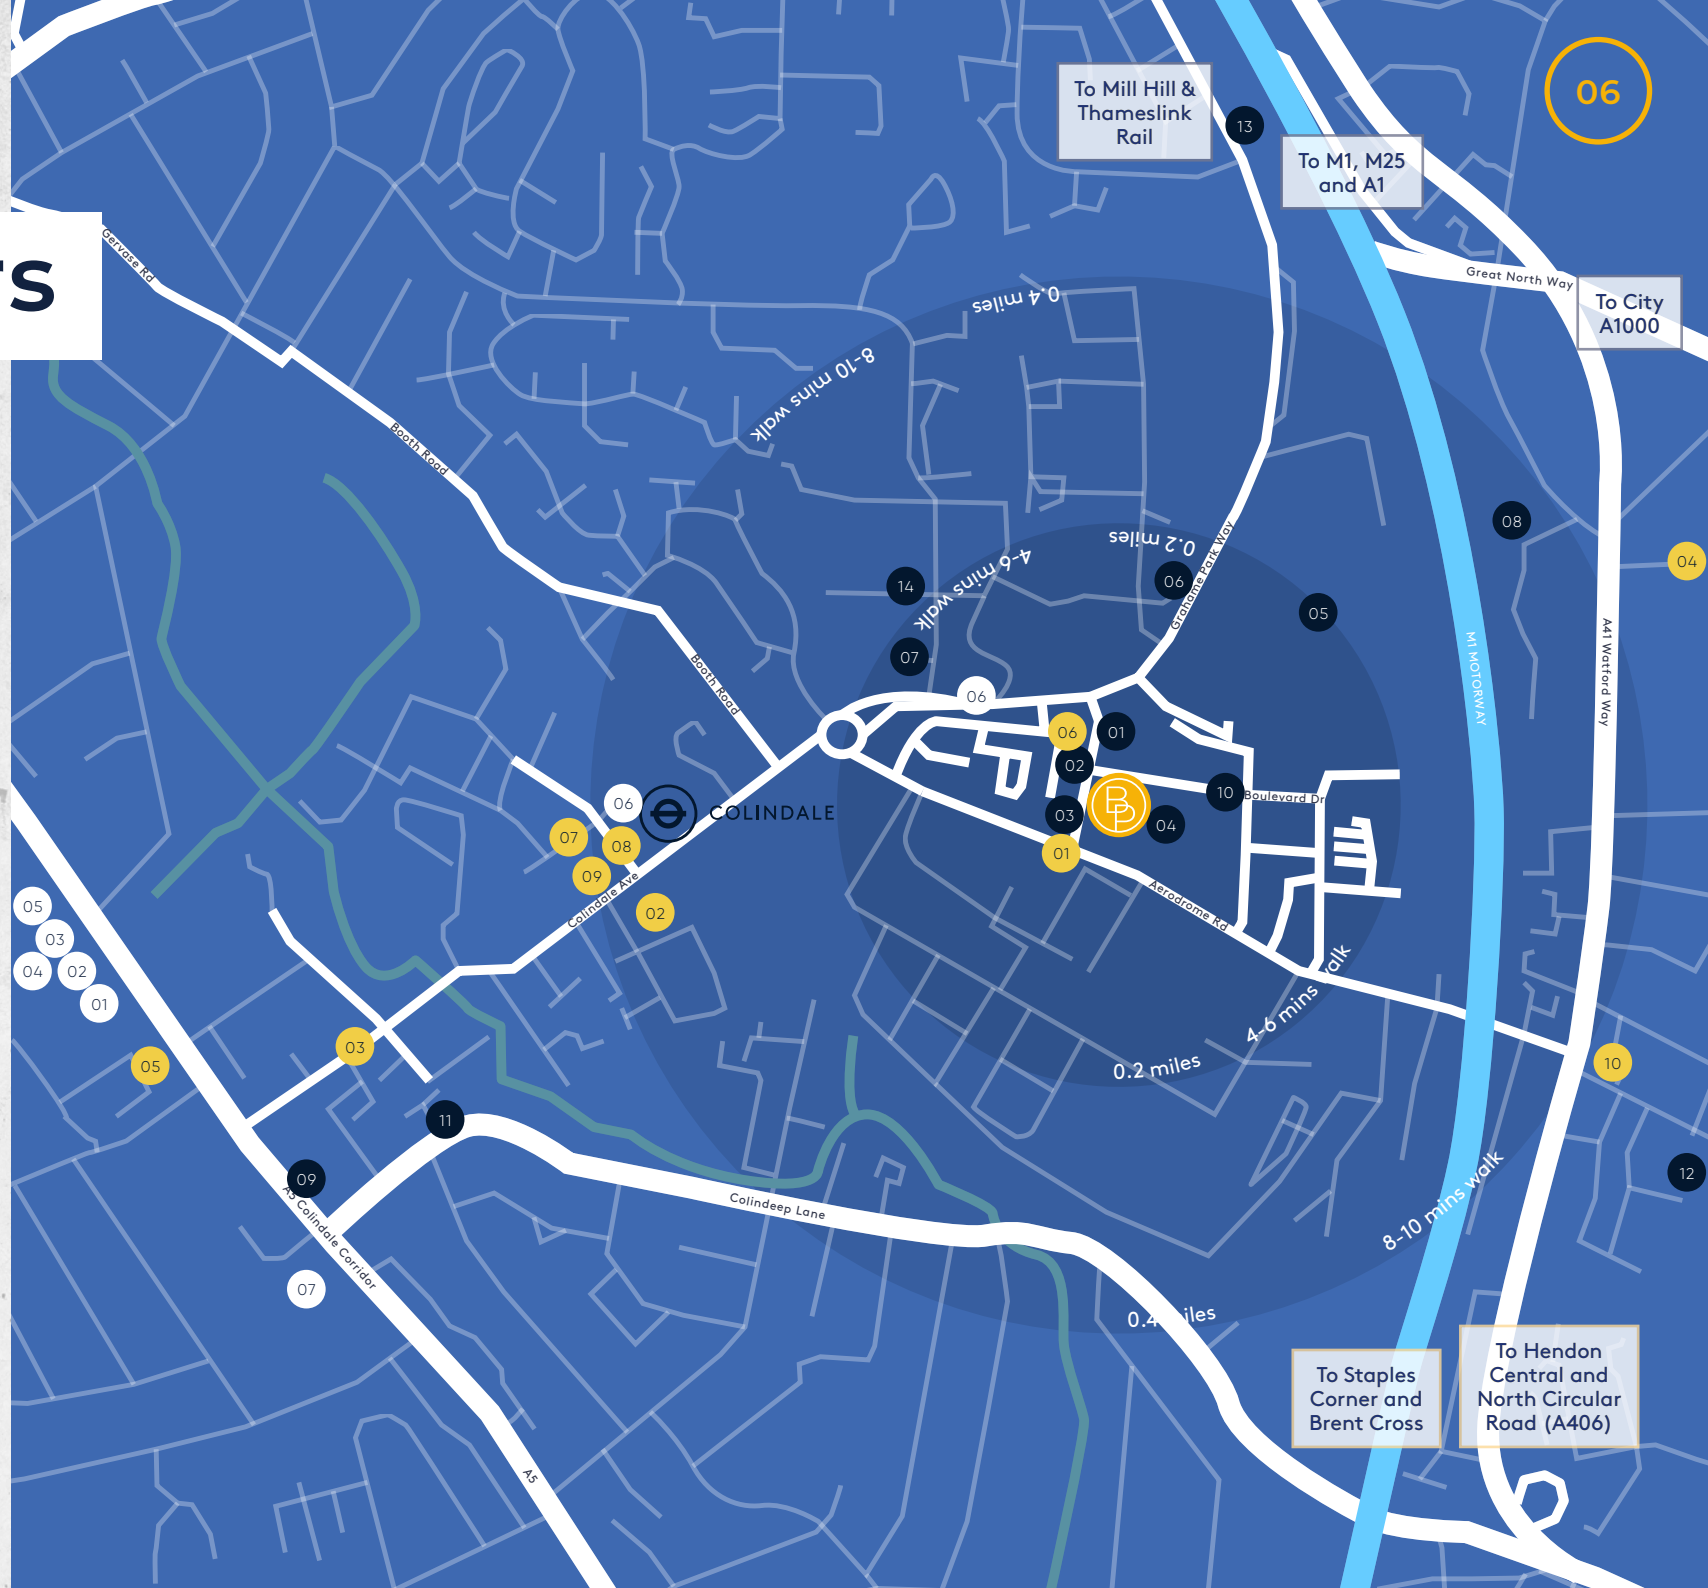 06
To Mill Hill &
Thameslink
Rail
13
To M1, M25
and A1
Gervase Rd
S
Great North Way
To City
A1000
0.4 miles
8-10 mins walk
Booth Road
08
04
0.2 miles
4-6 mins walk
14
06
Grahame Park Way
05
07
M1 MOTORWAY
A41 Watford Way
Booth Road
06
06
01
02
10
Boulevard Dr
06
COLINDALE
BP
03
04
07
08
01
09
Colindale Ave
02
Aerodrome Rd
05
03
04
02
01
4-6 mins walk
0.2 miles
03
05
10
11
09
12
A5 Colindale Corridor
Colindeep Lane
8-10 mins walk
07
0.4 miles
To Staples
Corner and
Brent Cross
To Hendon
Central and
North Circular
Road (A406)
A5